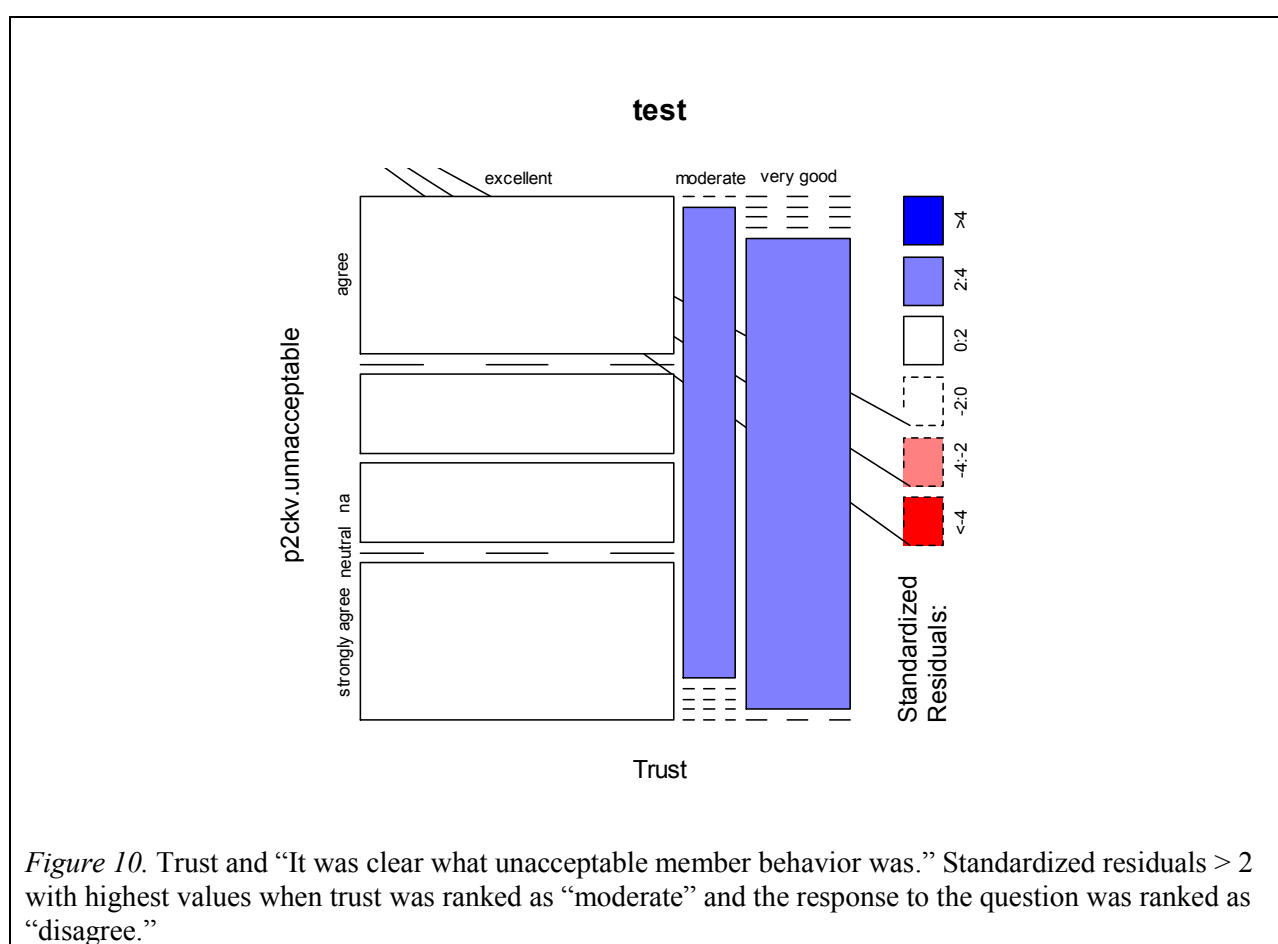 test
excellent
moderate
very good
agree
na
neutral
strongly agree
p2ckv.unnacceptable
>4
2:4
0:2
-2:0
-4:-2
<-4
Standardized
Residuals:
Trust
Figure 10. Trust and “It was clear what unacceptable member behavior was.” Standardized residuals > 2
with highest values when trust was ranked as “moderate” and the response to the question was ranked as
“disagree.”